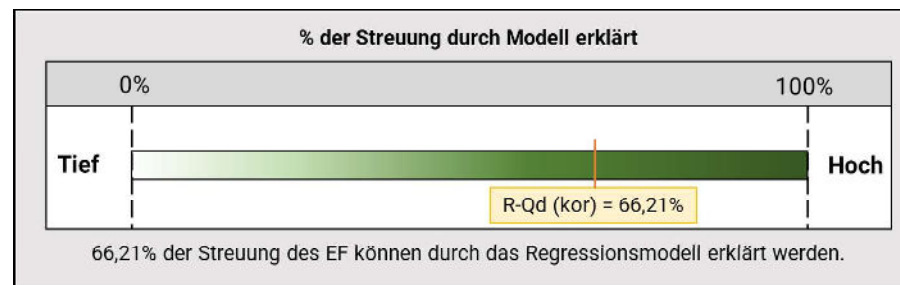 % der Streuung durch Modell erklärt
0%
100%
Tief
Hoch
R-Qd (kor) = 66,21%
66,21% der Streuung des EF können durch das Regressionsmodell erklärt werden.